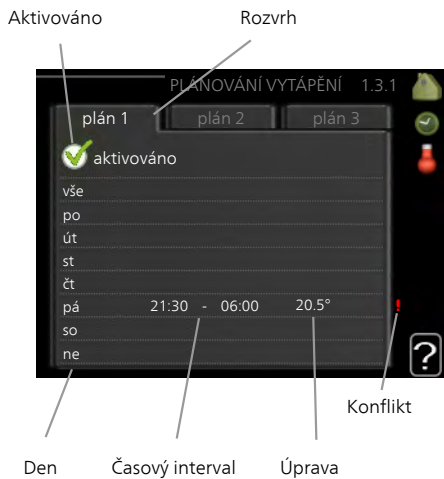 Aktivováno Rozvrh
PLÁNOVÁNÍ VYTÁPĚNÍ 1.3.1
plán 1 plán 2 plán 3
aktivováno
vše
po
út
st
čt
pá 21:30 - 06:00 20.5° !
so
ne
?
Konflikt
Den Časový interval Úprava